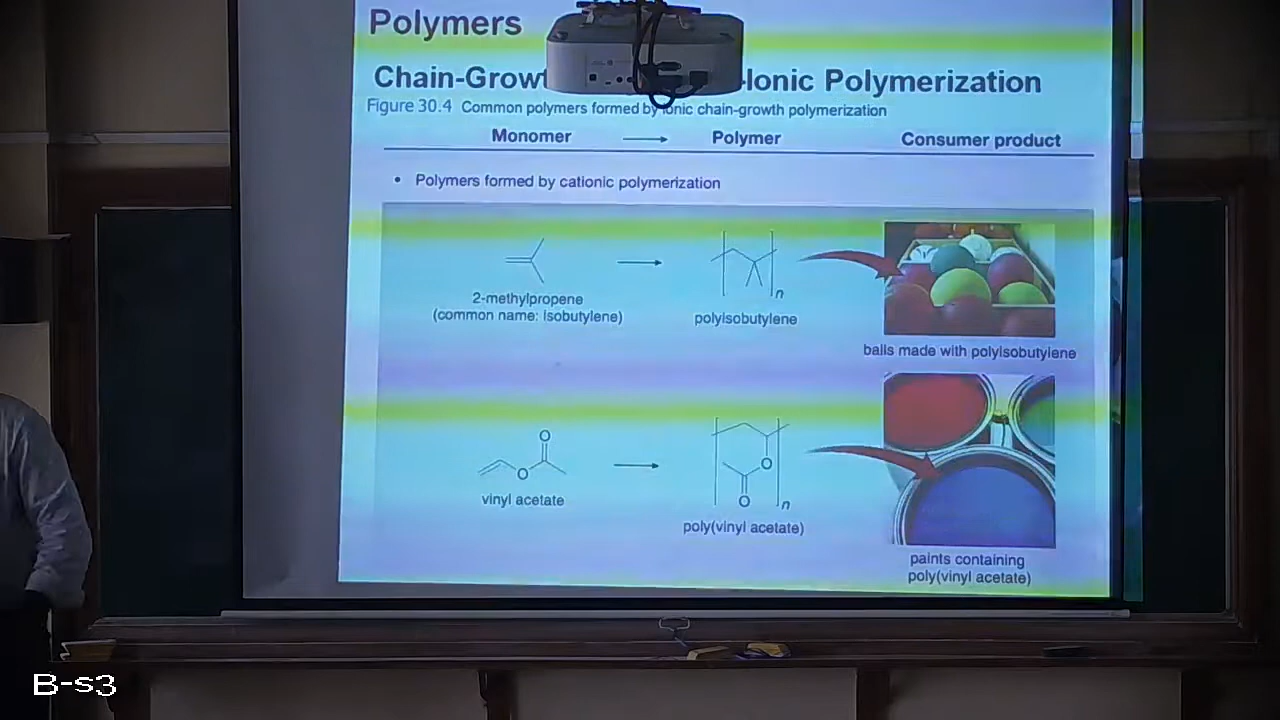 Polymers
Chain-Growt -Ionic Polymerization
Figure 30.4 Common polymers formed by ionic chain-growth polymerization
Monomer → Polymer Consumer product
• Polymers formed by cationic polymerization
n
2-methylpropene
(common name: isobutylene)
polyisobutylene
balls made with polyisobutylene
O
O
O
O
n
vinyl acetate
poly(vinyl acetate)
paints containing
poly(vinyl acetate)
B-s3